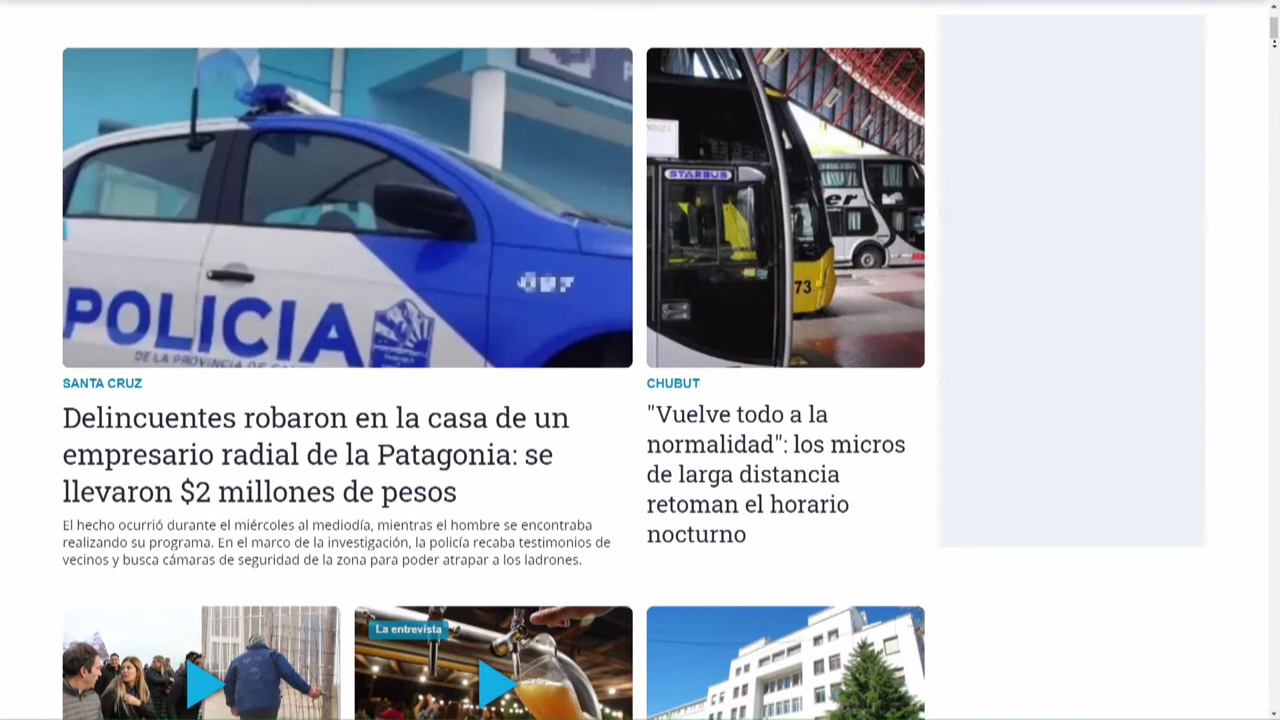 POLICIA
DE LA PROVINCIA DE
STARBUS
73
SANTA CRUZ
Delincuentes robaron en la casa de un
empresario radial de la Patagonia: se
llevaron $2 millones de pesos
El hecho ocurrió durante el miércoles al mediodía, mientras el hombre se encontraba
realizando su programa. En el marco de la investigación, la policía recaba testimonios de
vecinos y busca cámaras de seguridad de la zona para poder atrapar a los ladrones.
CHUBUT
"Vuelve todo a la
normalidad": los micros
de larga distancia
retoman el horario
nocturno
La entrevista